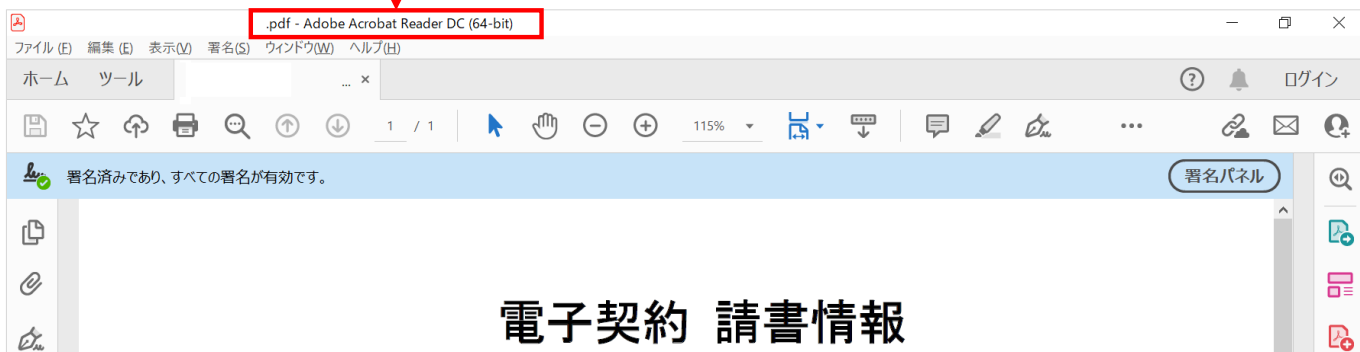 .pdf - Adobe Acrobat Reader DC (64-bit)
ファイル (F) 編集 (E) 表示(V) 署名(S) ウィンドウ(W) ヘルプ(H)
ホーム ツール ... × ログイン
1 / 1 115%
署名済みであり、すべての署名が有効です。 署名パネル
電子契約 請書情報